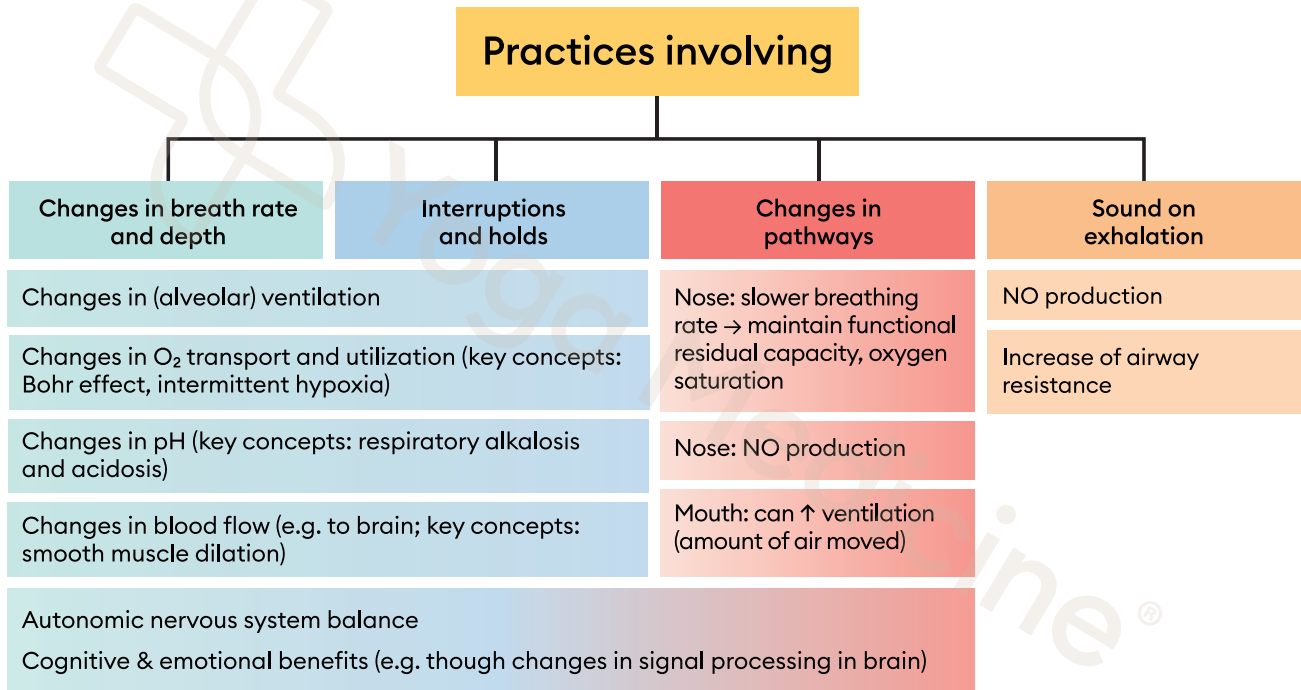 Practices involving
Changes in breath rate
and depth
Interruptions
and holds
Changes in
pathways
Sound on
exhalation
Changes in (alveolar) ventilation
Changes in O₂ transport and utilization (key concepts:
Bohr effect, intermittent hypoxia)
Changes in pH (key concepts: respiratory alkalosis
and acidosis)
Changes in blood flow (e.g. to brain; key concepts:
smooth muscle dilation)
Nose: slower breathing
rate → maintain functional
residual capacity, oxygen
saturation
Nose: NO production
Mouth: can ↑ ventilation
(amount of air moved)
NO production
Increase of airway
resistance
Autonomic nervous system balance
Cognitive & emotional benefits (e.g. though changes in signal processing in brain)
Yoga Medicine®